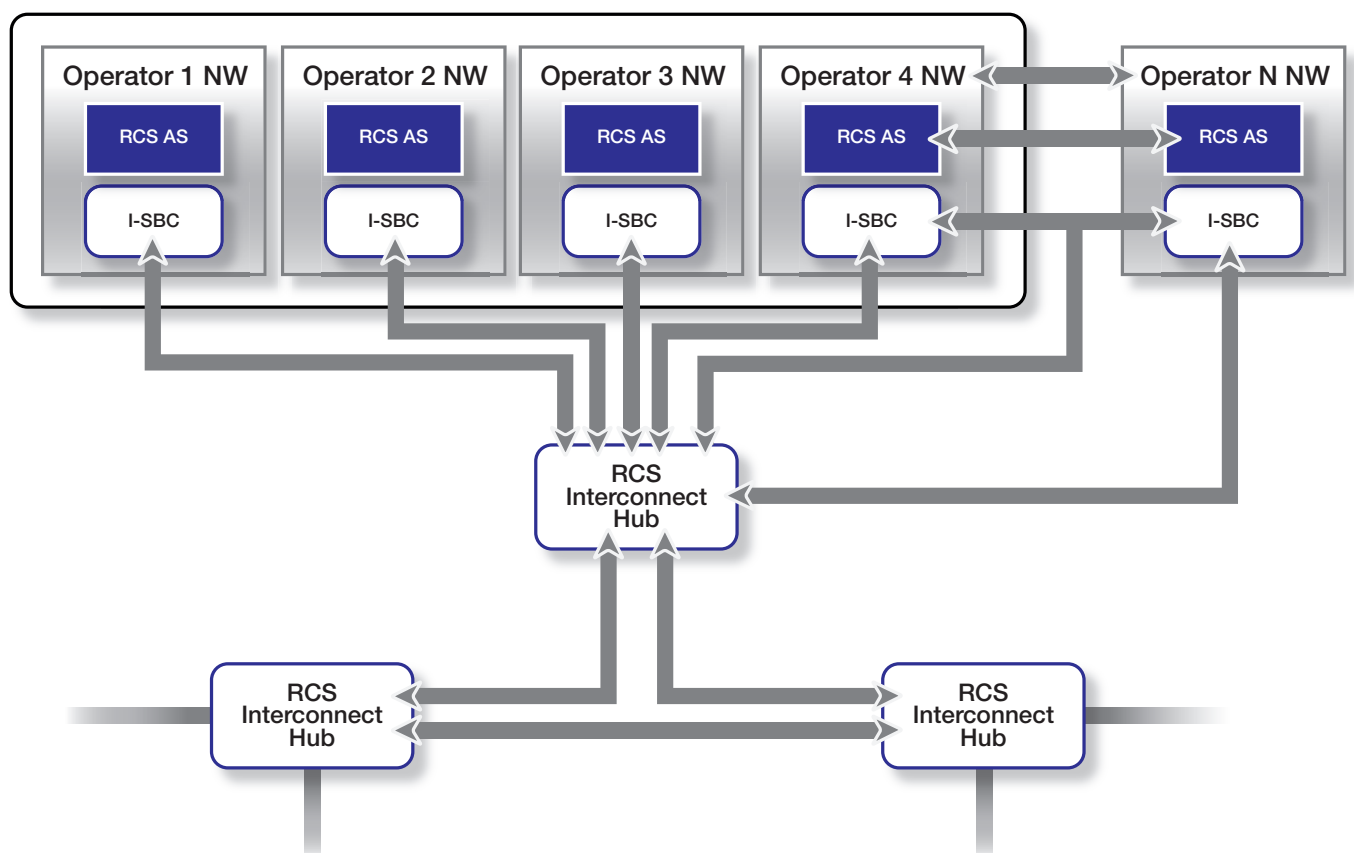 Operator 1 NW
Operator 2 NW
Operator 3 NW
Operator 4 NW
Operator N NW
RCS AS
RCS AS
RCS AS
RCS AS
RCS AS
I-SBC
I-SBC
I-SBC
I-SBC
I-SBC
RCS
Interconnect
Hub
RCS
Interconnect
Hub
RCS
Interconnect
Hub